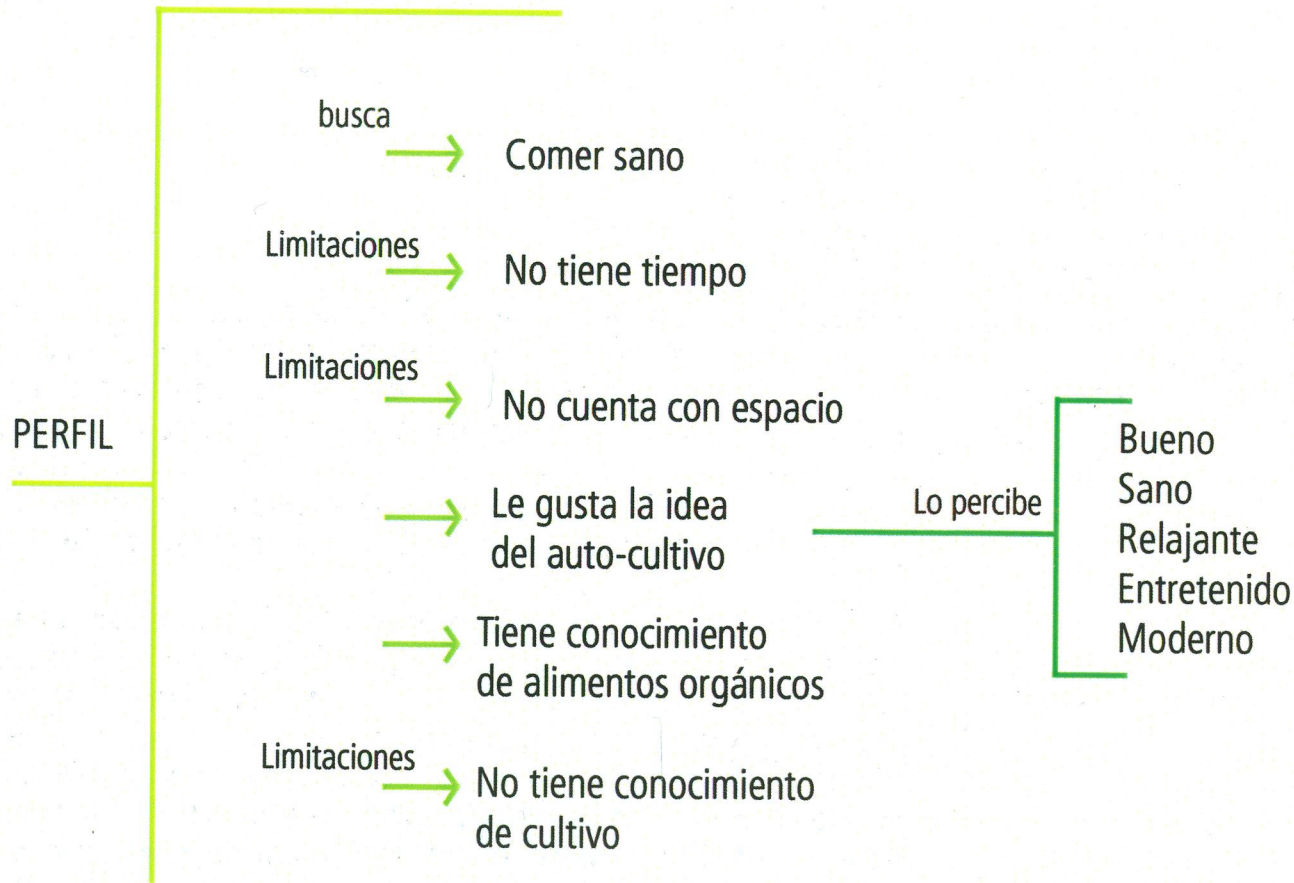 busca
Comer sano
Limitaciones
No tiene tiempo
Limitaciones
No cuenta con espacio
PERFIL
Le gusta la idea
del auto-cultivo
Lo percibe
Bueno
Sano
Relajante
Entretenido
Moderno
Tiene conocimiento
de alimentos orgánicos
Limitaciones
No tiene conocimiento
de cultivo